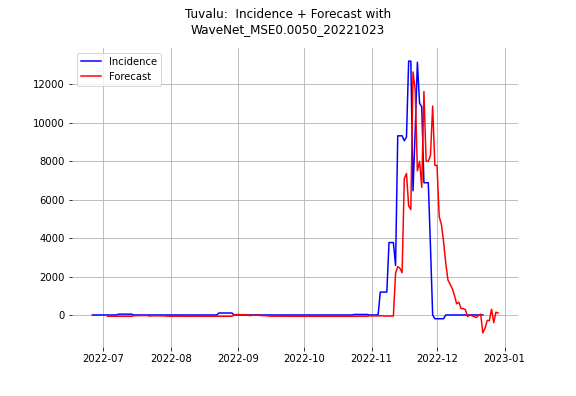 Tuvalu:  Incidence + Forecast with
WaveNet_MSE0.0050_20221023
Incidence
Forecast
12000
10000
8000
6000
4000
2000
0
2022-07 2022-08 2022-09 2022-10 2022-11 2022-12 2023-01